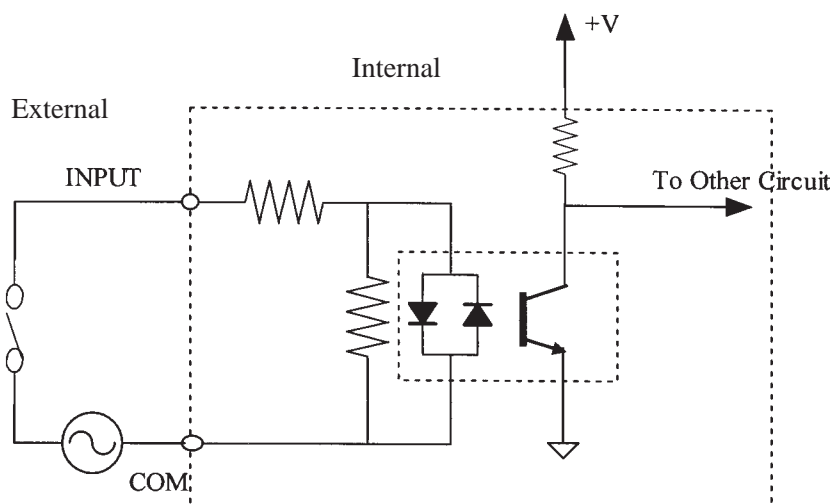 +V
Internal
External
INPUT
To Other Circuit
COM